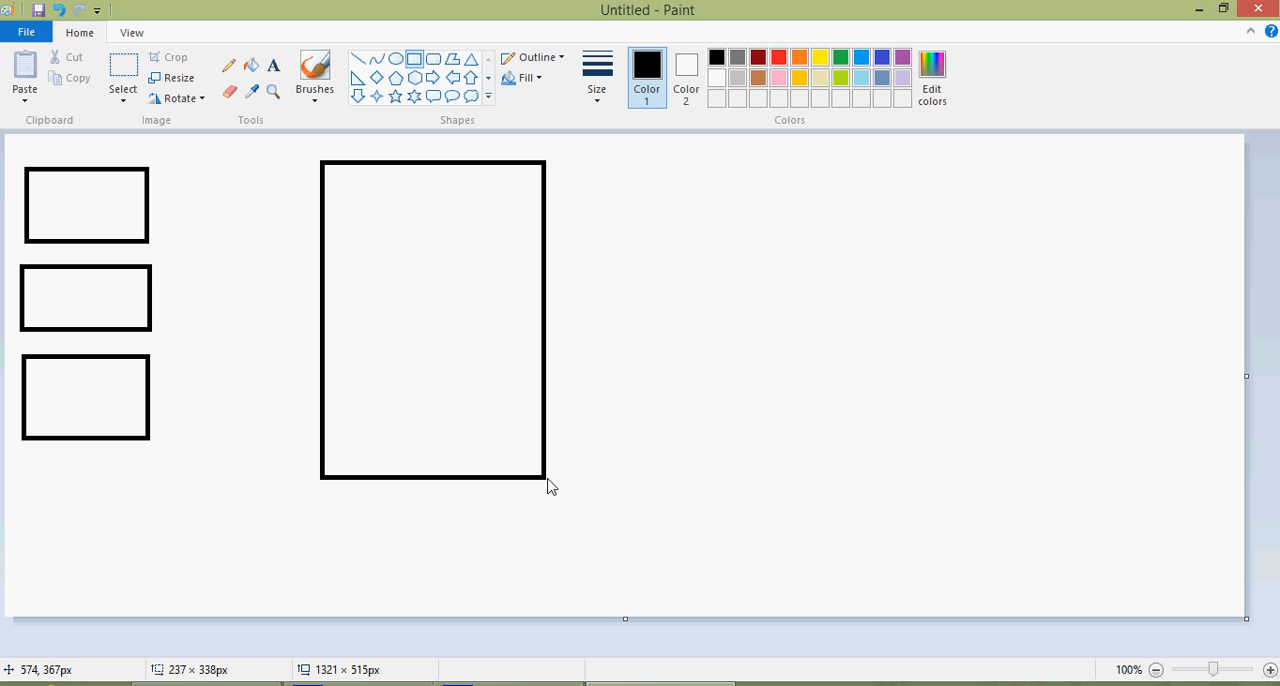 Untitled - Paint
File Home View
Paste
Cut
Copy
Clipboard
Select
Crop
Resize
Rotate
Image
A
Tools
Brushes
Shapes
Outline
Fill
Size
Color 1
Color 2
Edit colors
Colors
574, 367px 237 × 338px 1321 × 515px 100%